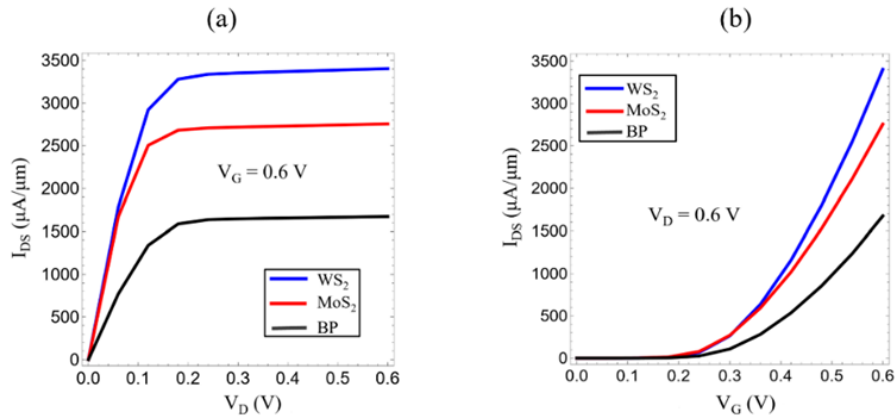 (a)
I_DS (μA/μm)
3500
3000
2500
2000
1500
1000
500
0
V_G = 0.6 V
WS₂
MoS₂
BP
0.0 0.1 0.2 0.3 0.4 0.5 0.6
V_D (V)
(b)
I_DS (μA/μm)
3500
3000
2500
2000
1500
1000
500
0
WS₂
MoS₂
BP
V_D = 0.6 V
0.0 0.1 0.2 0.3 0.4 0.5 0.6
V_G (V)